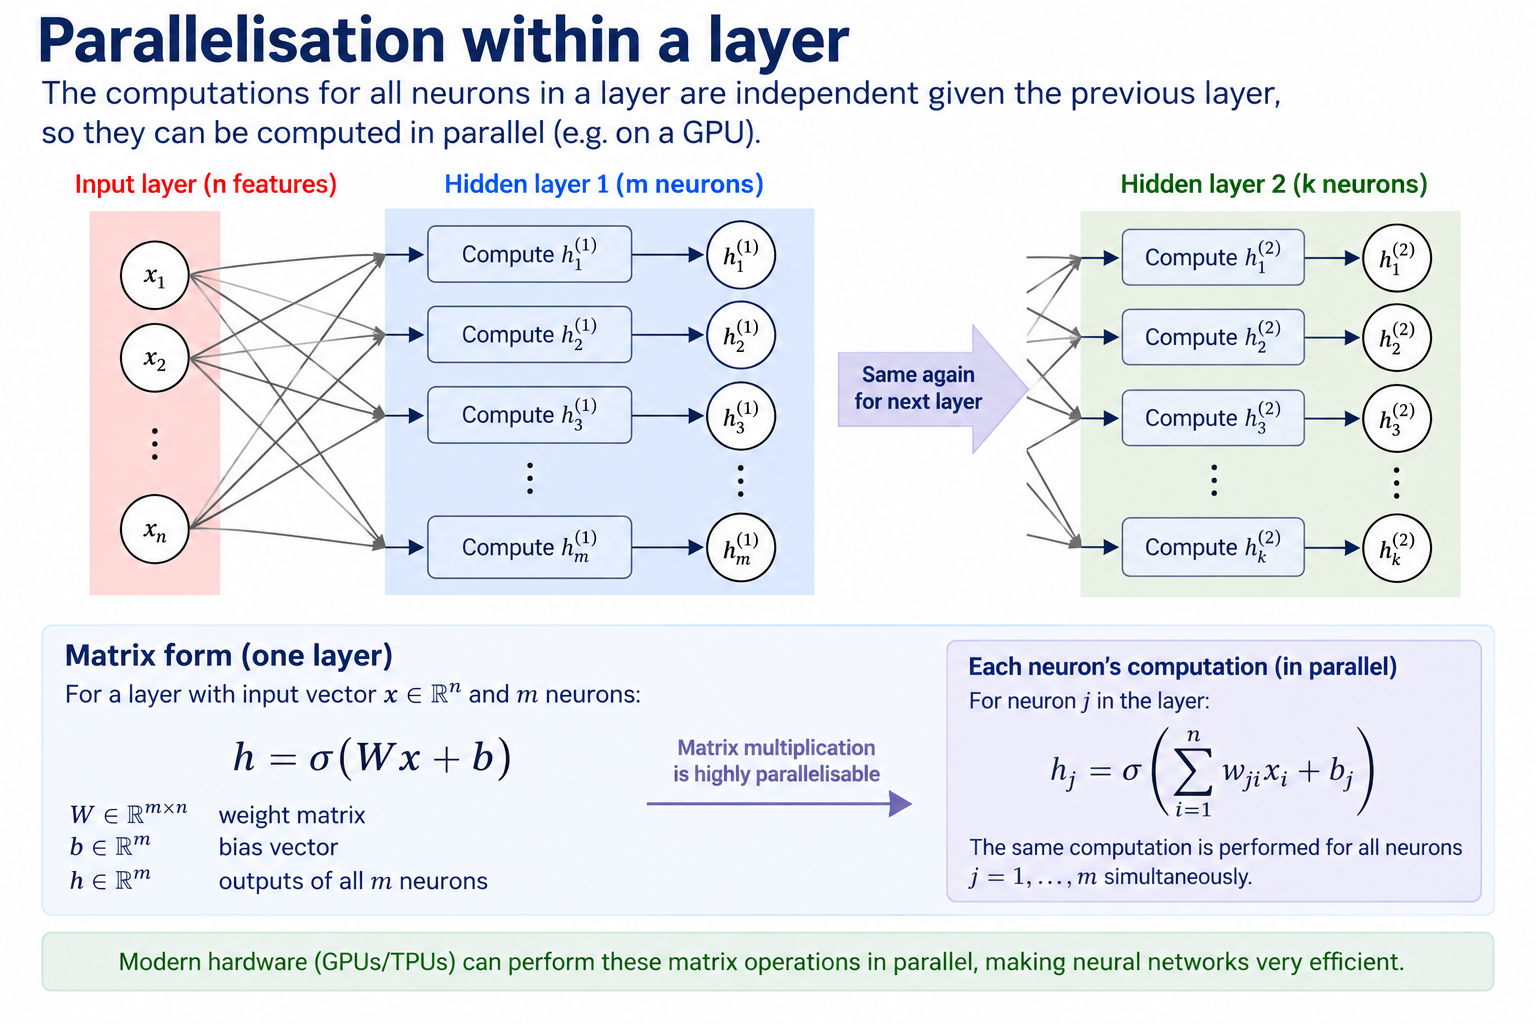 Parallelisation within a layer
The computations for all neurons in a layer are independent given the previous layer,
so they can be computed in parallel (e.g. on a GPU).
Input layer (n features)
x₁
x₂
⋮
xₙ
Hidden layer 1 (m neurons)
Compute h₁⁽¹⁾ h₁⁽¹⁾
Compute h₂⁽¹⁾ h₂⁽¹⁾
Compute h₃⁽¹⁾ h₃⁽¹⁾
⋮ ⋮
Compute hₘ⁽¹⁾ hₘ⁽¹⁾
Same again
for next layer
Hidden layer 2 (k neurons)
Compute h₁⁽²⁾ h₁⁽²⁾
Compute h₂⁽²⁾ h₂⁽²⁾
Compute h₃⁽²⁾ h₃⁽²⁾
⋮ ⋮
Compute hₖ⁽²⁾ hₖ⁽²⁾
Matrix form (one layer)
For a layer with input vector x ∈ ℝⁿ and m neurons:
h = σ(Wx + b)
W ∈ ℝᵐˣⁿ weight matrix
b ∈ ℝᵐ bias vector
h ∈ ℝᵐ outputs of all m neurons
Matrix multiplication
is highly parallelisable
Each neuron’s computation (in parallel)
For neuron j in the layer:
h_j = σ(∑_{i=1}^{n} w_{ji}x_i + b_j)
The same computation is performed for all neurons
j = 1, …, m simultaneously.
Modern hardware (GPUs/TPUs) can perform these matrix operations in parallel, making neural networks very efficient.